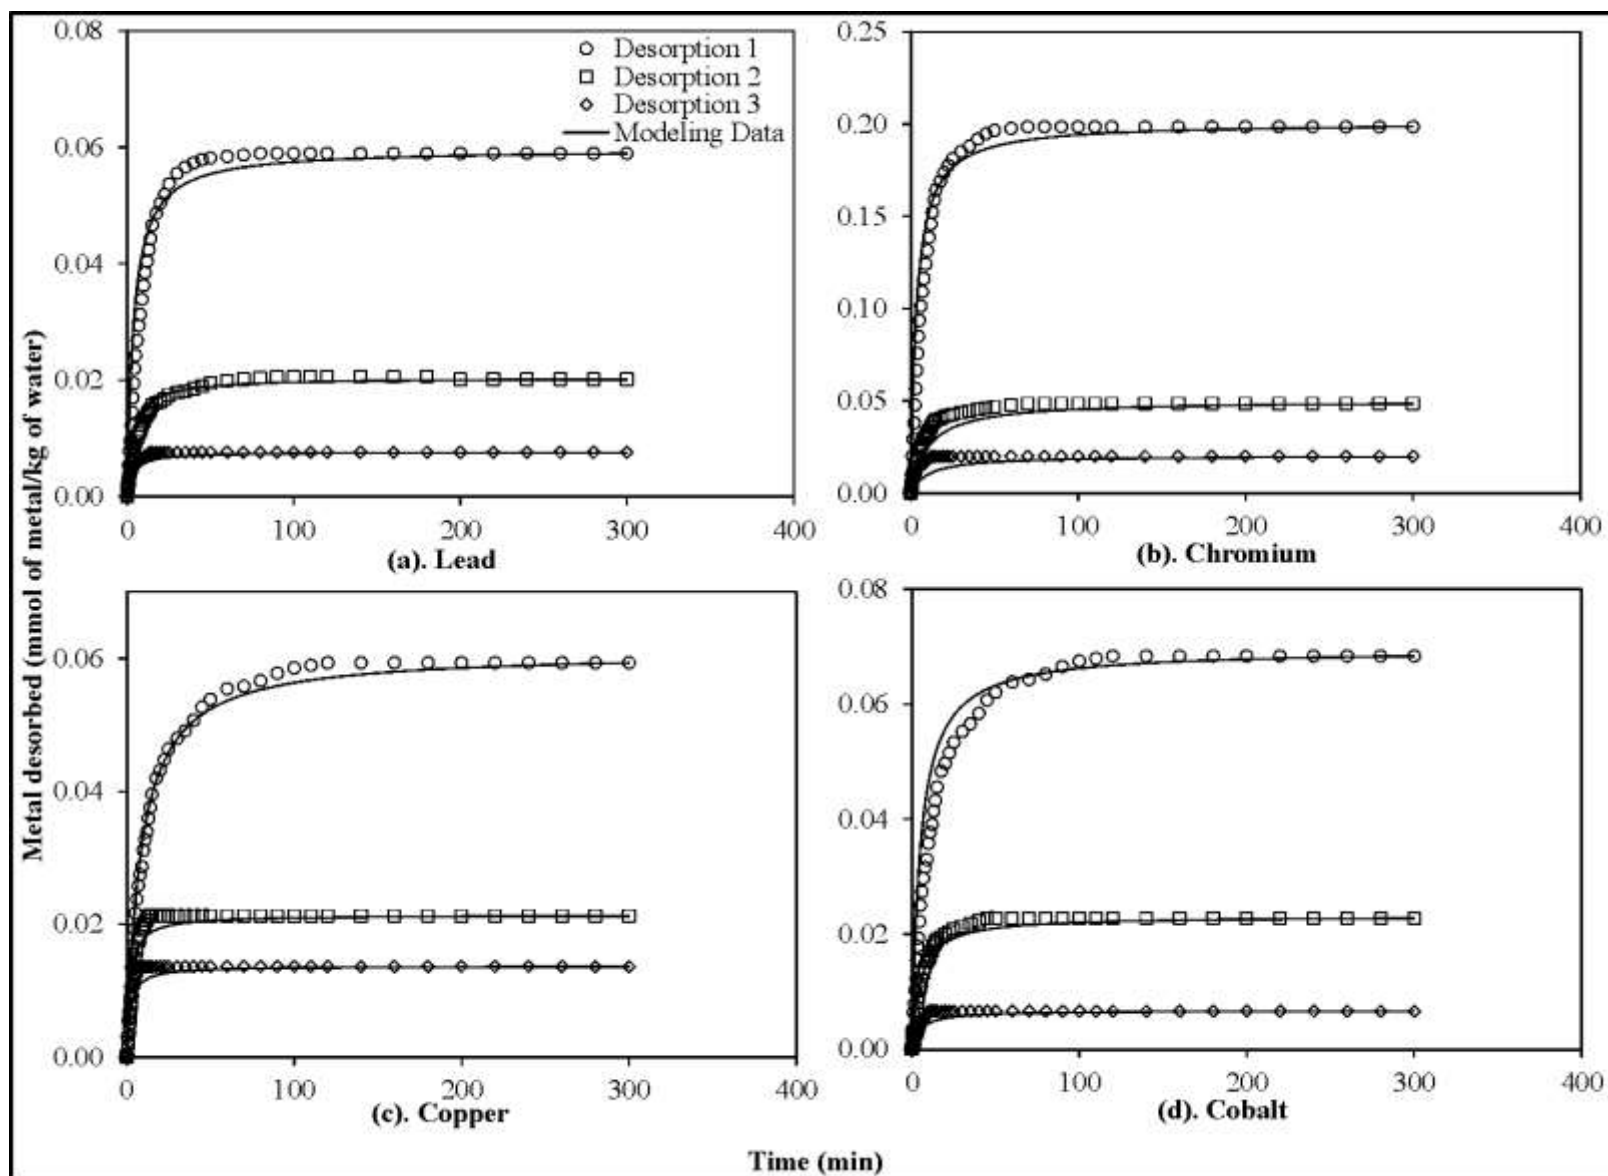 Metal desorbed (mmol of metal/kg of water)
0.08
0.06
0.04
0.02
0.00
Desorption 1
Desorption 2
Desorption 3
Modeling Data
0 100 200 300 400
(a). Lead
0.25
0.20
0.15
0.10
0.05
0.00
0 100 200 300 400
(b). Chromium
0.06
0.04
0.02
0.00
0 100 200 300 400
(c). Copper
0.08
0.06
0.04
0.02
0.00
0 100 200 300 400
(d). Cobalt
Time (min)